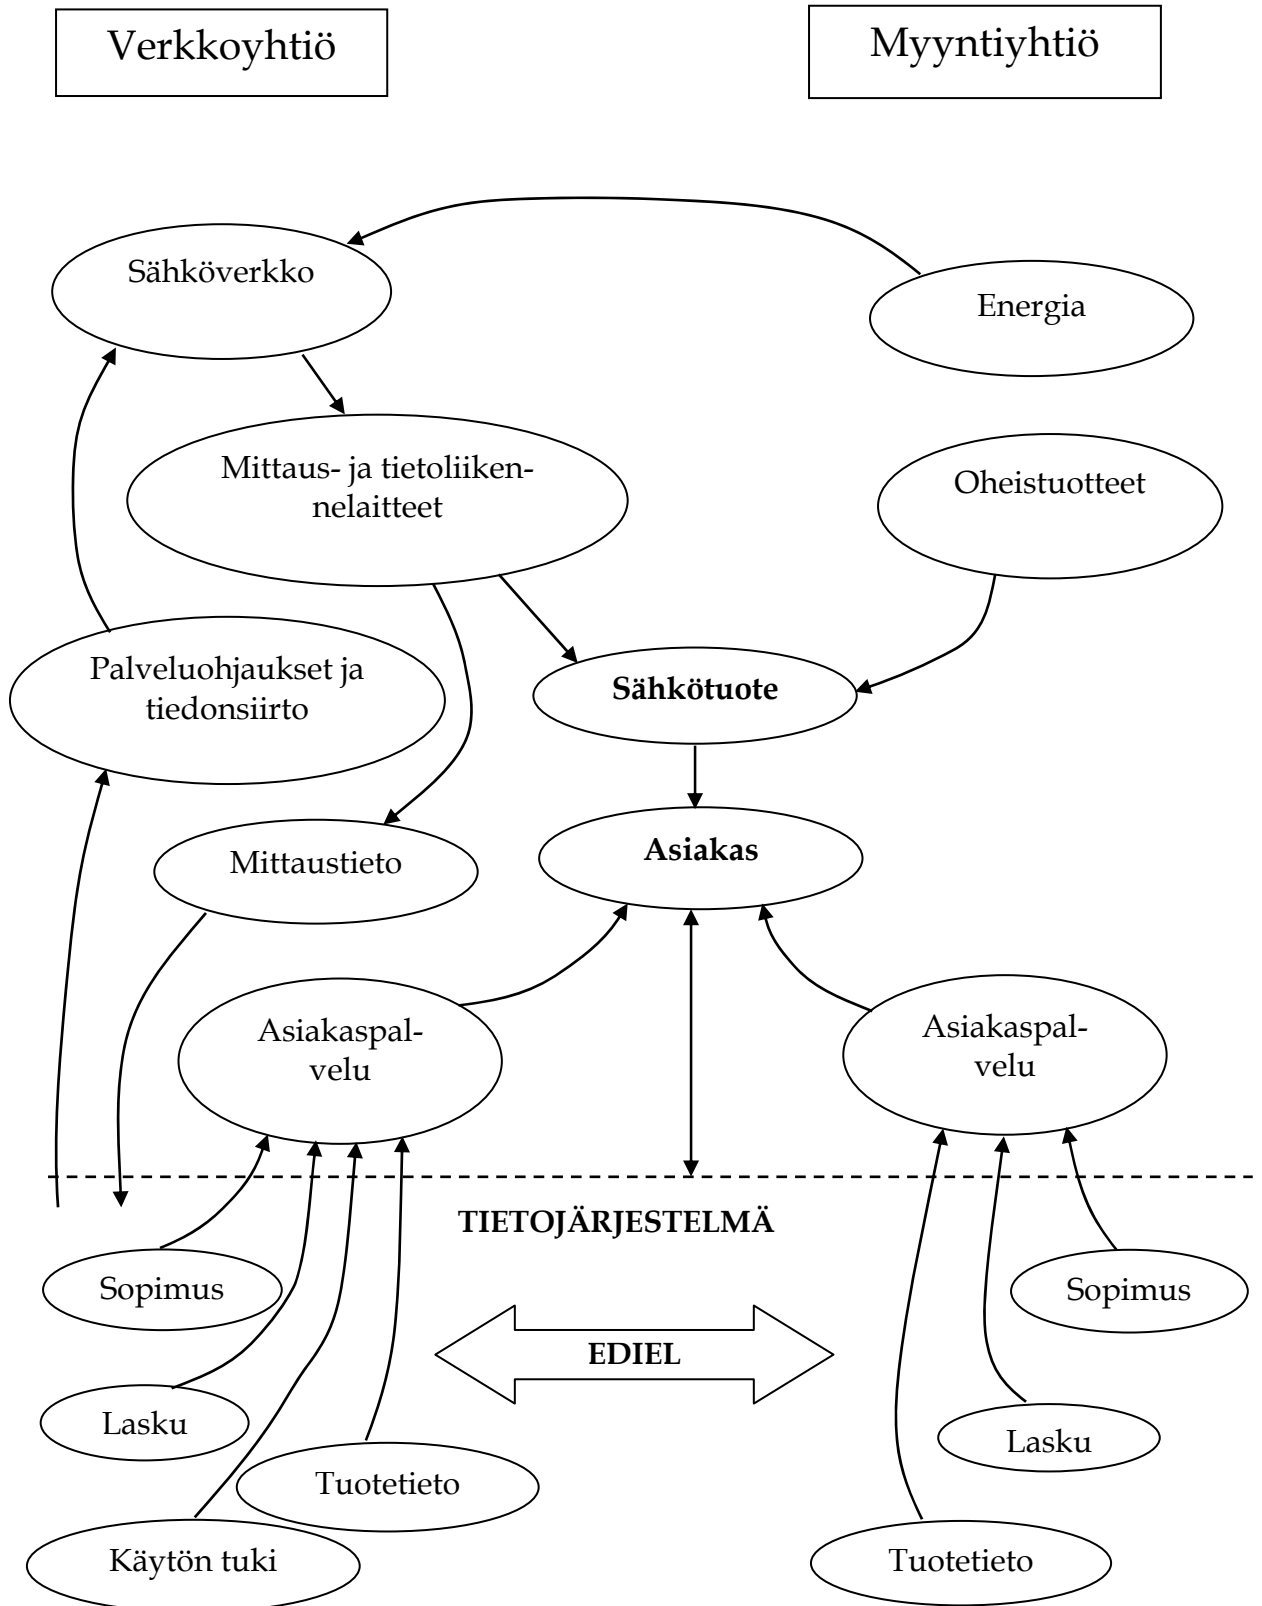 Verkkoyhtiö
Myyntiyhtiö
Sähköverkko
Energia
Mittaus- ja tietoliiken-
nelaitteet
Oheistuotteet
Palveluohjaukset ja
tiedonsiirto
Sähkötuote
Mittaustieto
Asiakas
Asiakaspal-
velu
Asiakaspal-
velu
TIETOJÄRJESTELMÄ
Sopimus
Sopimus
EDIEL
Lasku
Lasku
Tuotetieto
Käytön tuki
Tuotetieto